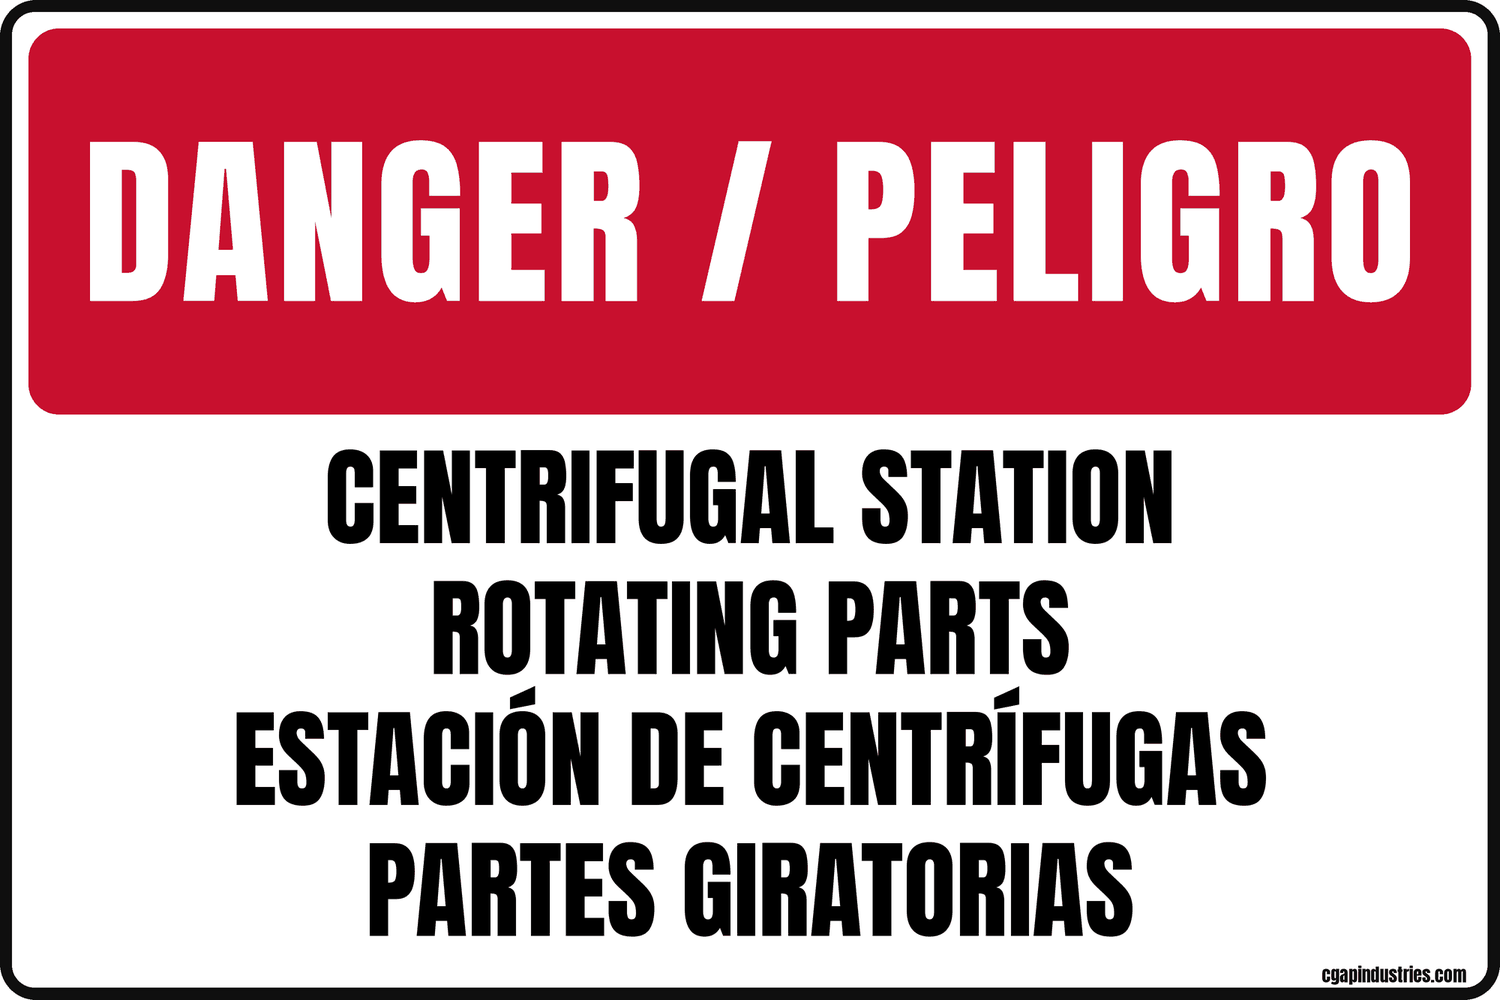 DANGER / PELIGRO
CENTRIFUGAL STATION
ROTATING PARTS
ESTACIÓN DE CENTRÍFUGAS
PARTES GIRATORIAS
cgapindustries.com